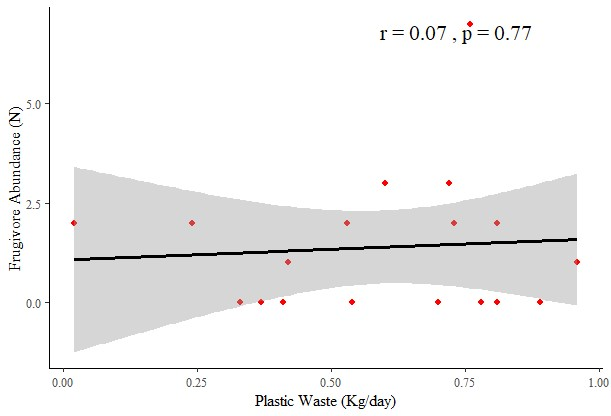 r = 0.07 , p = 0.77
Frugivore Abundance (N)
5.0
2.5
0.0
0.00 0.25 0.50 0.75 1.00
Plastic Waste (Kg/day)